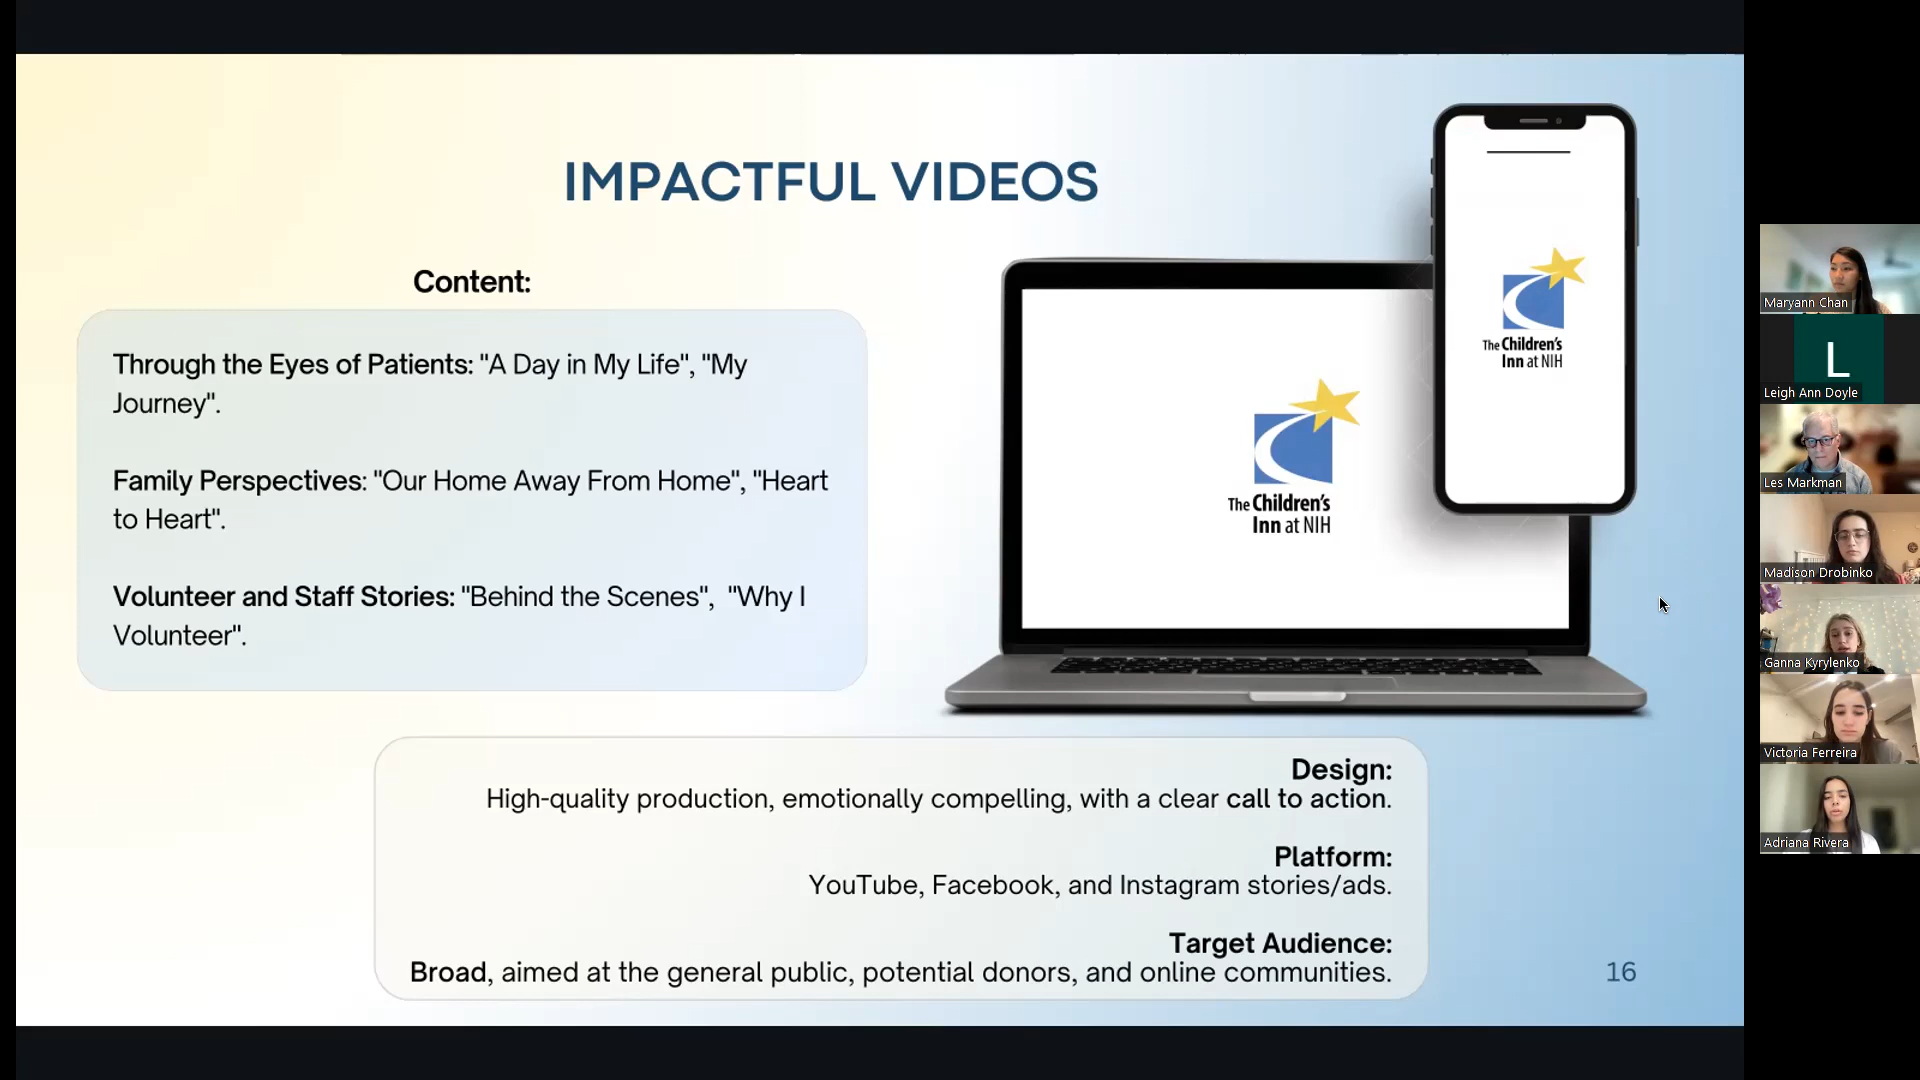 IMPACTFUL VIDEOS
Content:
Through the Eyes of Patients: "A Day in My Life", "My
Journey".
Family Perspectives: "Our Home Away From Home", "Heart
to Heart".
Volunteer and Staff Stories: "Behind the Scenes",  "Why I
Volunteer".
The Children's
Inn at NIH
The Children's
Inn at NIH
Design:
High-quality production, emotionally compelling, with a clear call to action.
Platform:
YouTube, Facebook, and Instagram stories/ads.
Target Audience:
Broad, aimed at the general public, potential donors, and online communities.
16
Maryann Chan
L
Leigh Ann Doyle
Les Markman
Madison Drobinko
Ganna Kyrylenko
Victoria Ferreira
Adriana Rivera